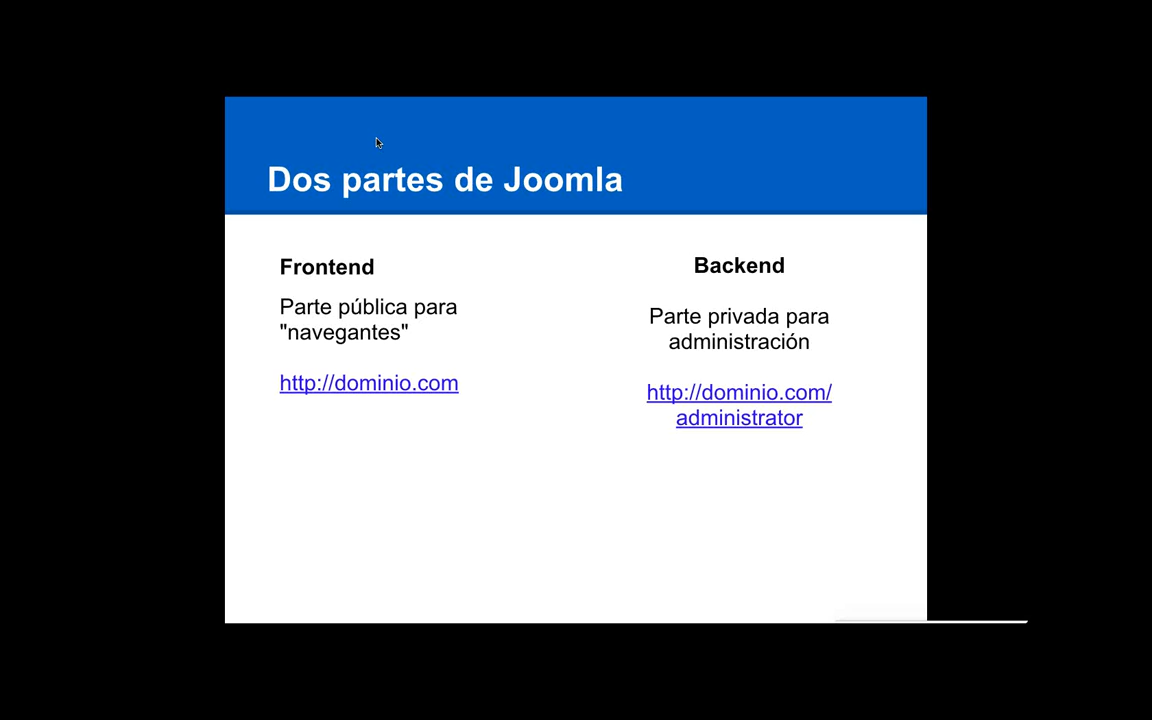 Dos partes de Joomla
Frontend
Parte pública para
"navegantes"
http://dominio.com
Backend
Parte privada para
administración
http://dominio.com/
administrator